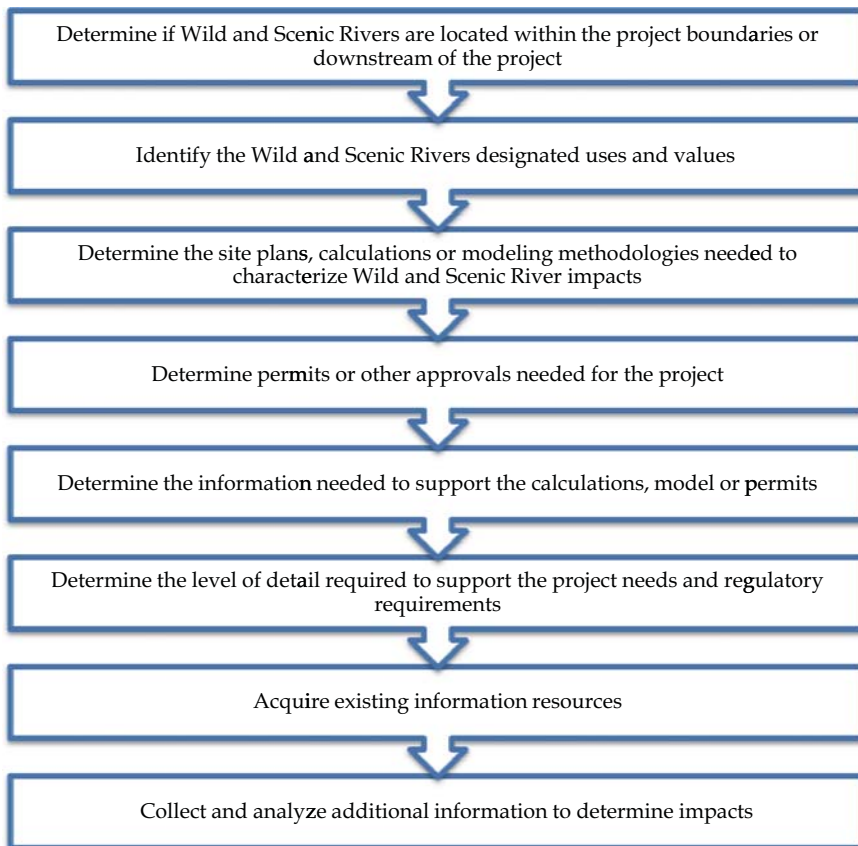 Determine if Wild and Scenic Rivers are located within the project boundaries or
downstream of the project
Identify the Wild and Scenic Rivers designated uses and values
Determine the site plans, calculations or modeling methodologies needed to
characterize Wild and Scenic River impacts
Determine permits or other approvals needed for the project
Determine the information needed to support the calculations, model or permits
Determine the level of detail required to support the project needs and regulatory
requirements
Acquire existing information resources
Collect and analyze additional information to determine impacts